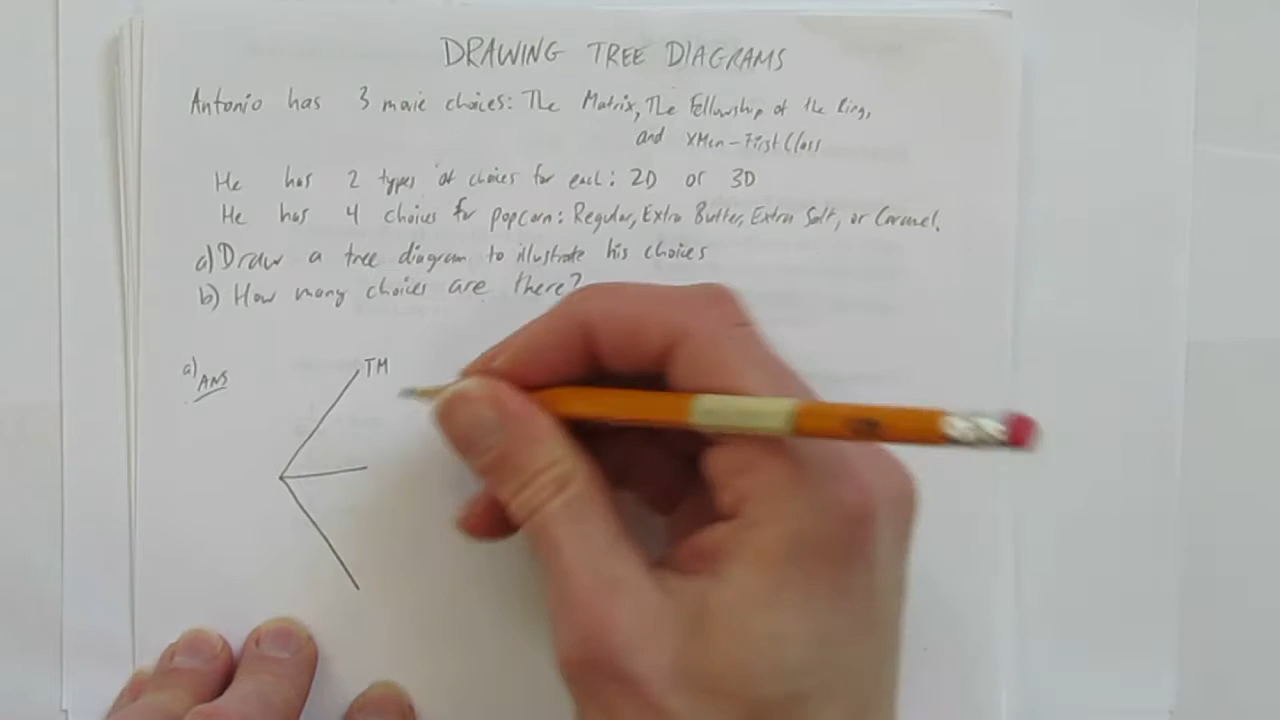 DRAWING TREE DIAGRAMS
Antonio has 3 movie choices: The Matrix, The Fellowship of the Ring,
and XMen-First Class
He has 2 types of choices for each: 2D or 3D
He has 4 choices for popcorn: Regular, Extra Butter, Extra Salt, or Caramel.
a) Draw a tree diagram to illustrate his choices
b) How many choices are there?
a) ANS
TM